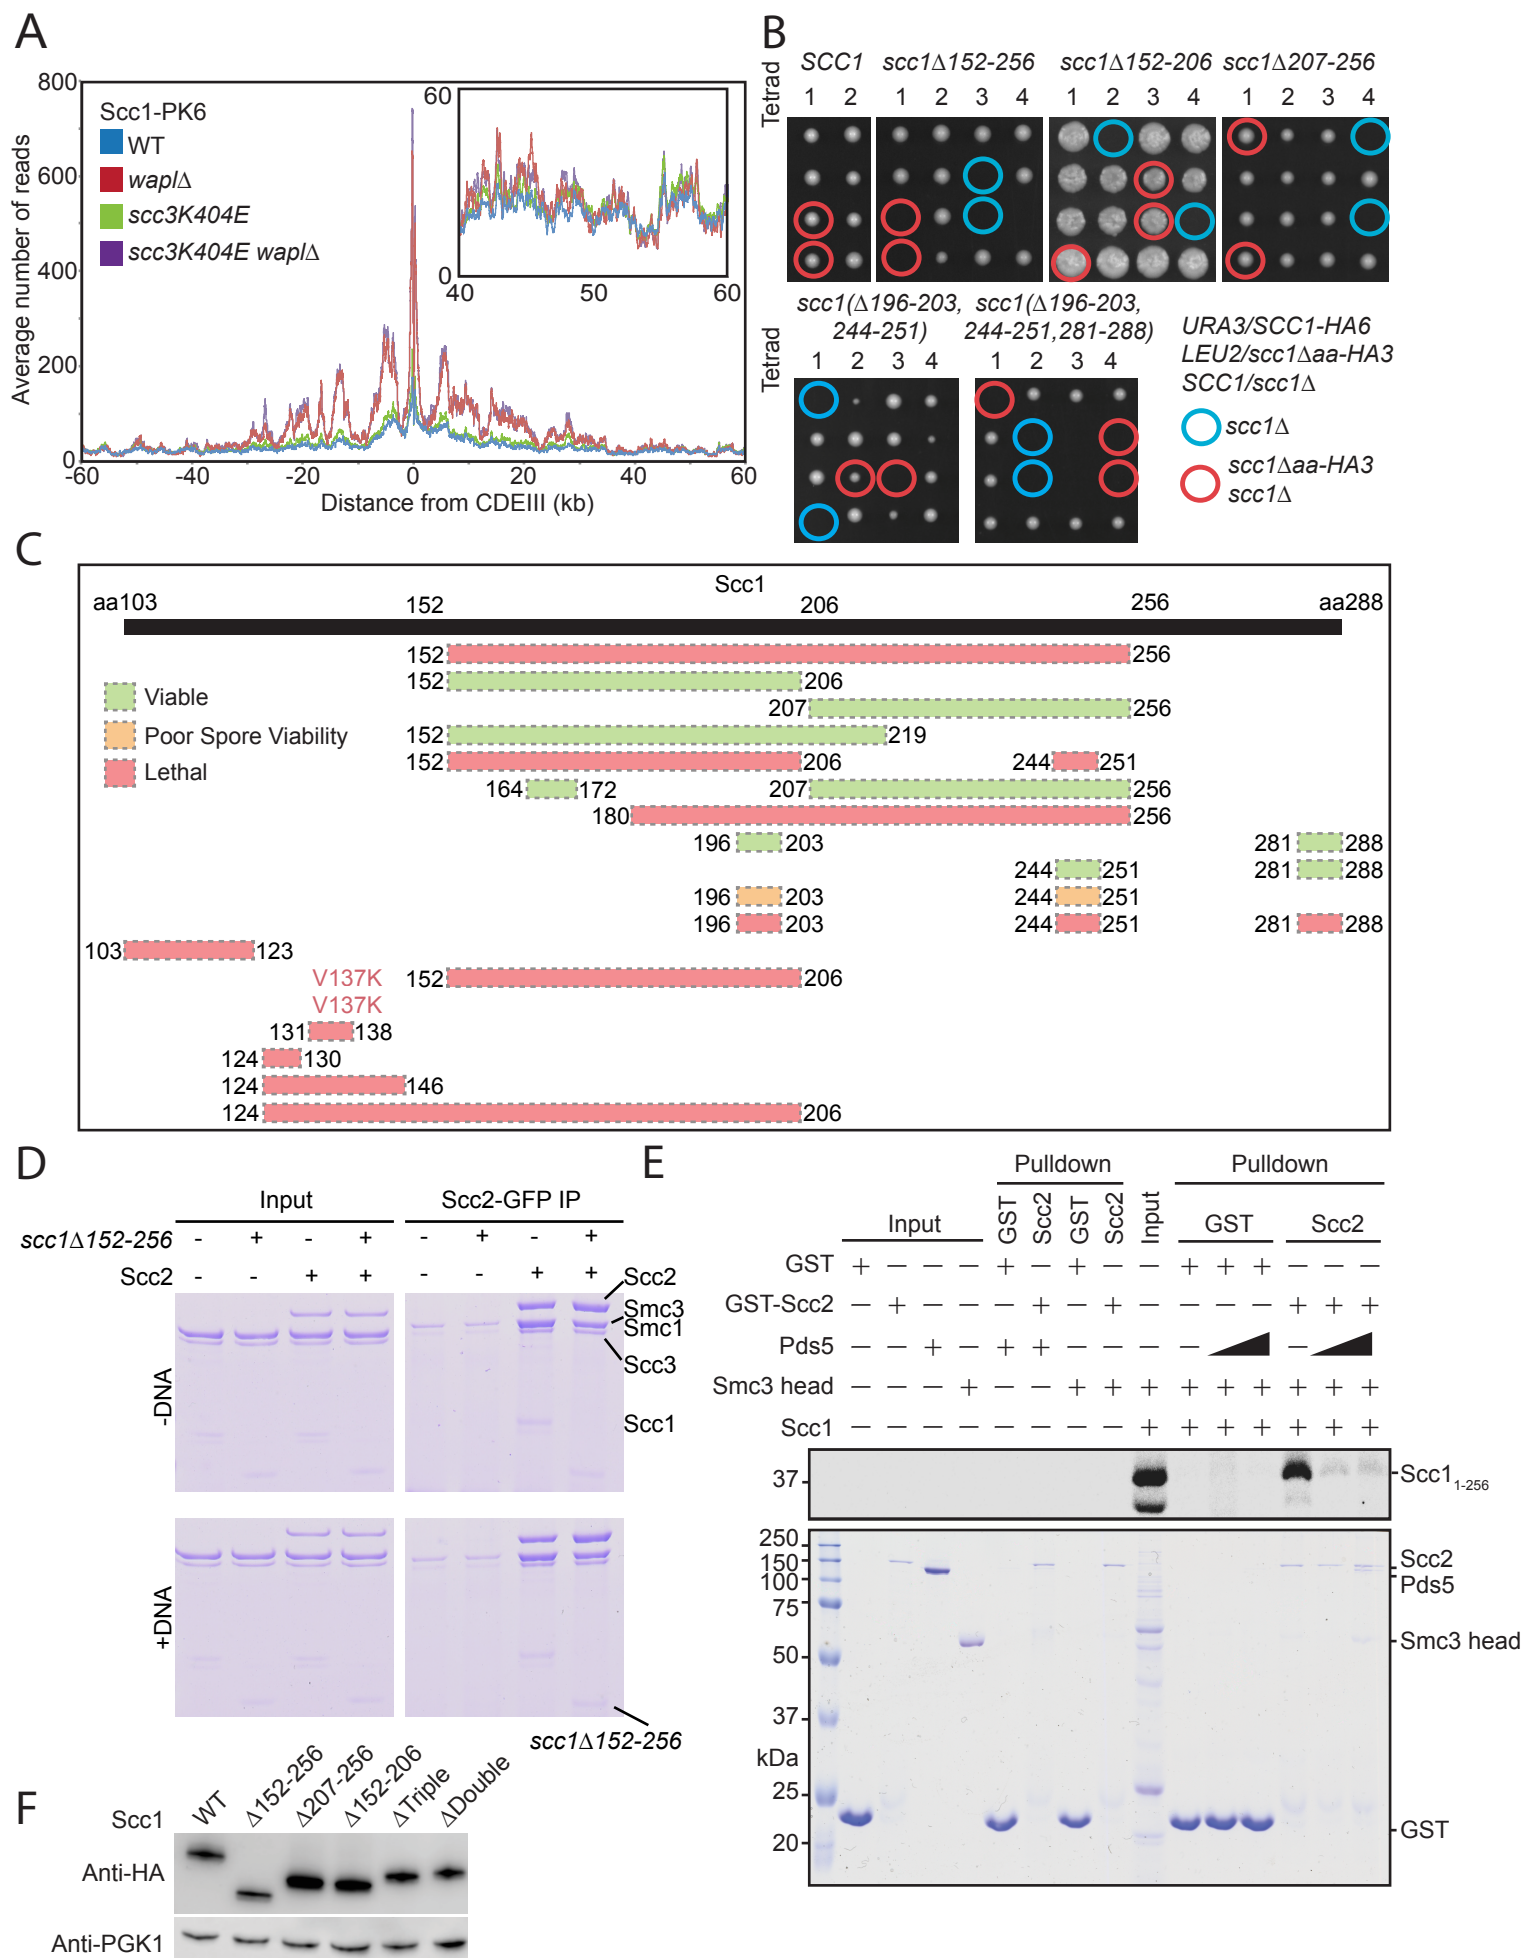 A
800
600
400
200
0
Average number of reads
Scc1-PK6
WT
waplΔ
scc3K404E
scc3K404E waplΔ
60
0
40 50 60
-60 -40 -20 0 20 40 60
Distance from CDEIII (kb)
B
Tetrad
SCC1 scc1Δ152-256 scc1Δ152-206 scc1Δ207-256
1 2 1 2 3 4 1 2 3 4 1 2 3 4
Tetrad
scc1(Δ196-203,
244-251)
scc1(Δ196-203,
244-251,281-288)
1 2 3 4 1 2 3 4
URA3/SCC1-HA6
LEU2/scc1Δaa-HA3
SCC1/scc1Δ
scc1Δ
scc1Δaa-HA3
scc1Δ
C
Scc1
aa103 152 206 256 aa288
152 256
152 206
207 256
152 219
152 206 244 251
164 172 207 256
180 256
196 203 281 288
244 251 281 288
196 203 244 251
196 203 244 251 281 288
103 123
V137K 152 206
V137K
131 138
124 130
124 146
124 206
Viable
Poor Spore Viability
Lethal
D
Input Scc2-GFP IP
scc1Δ152-256 - + - + - + - +
Scc2 - - + + - - + +
-DNA
+DNA
Scc2
Smc3
Smc1
Scc3
Scc1
scc1Δ152-256
E
Pulldown Pulldown
Input GST Scc2 GST Scc2 Input GST Scc2
GST + — — — + — + — — + + + — — —
GST-Scc2 — + — — — + — + — — — — + + +
Pds5 — — + — + + — — — — —
Smc3 head — — — + — — + + + + + + + + +
Scc1 — — — — — — — — + + + + + + +
37
Scc1 1-256
250
150
100
75
50
37
kDa
25
20
Scc2
Pds5
Smc3 head
GST
F
Scc1 WT Δ152-256 Δ207-256 Δ152-206 ΔTriple ΔDouble
Anti-HA
Anti-PGK1